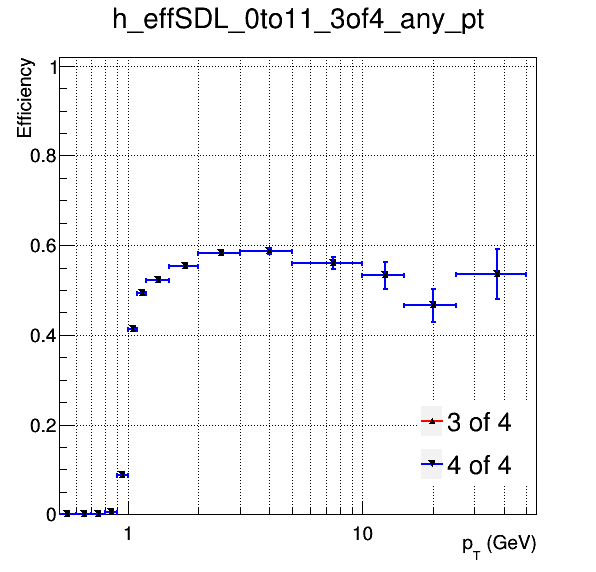 h_effSDL_0to11_3of4_any_pt
Efficiency
1
0.8
0.6
0.4
0.2
0
3 of 4
4 of 4
1
10
p_T (GeV)